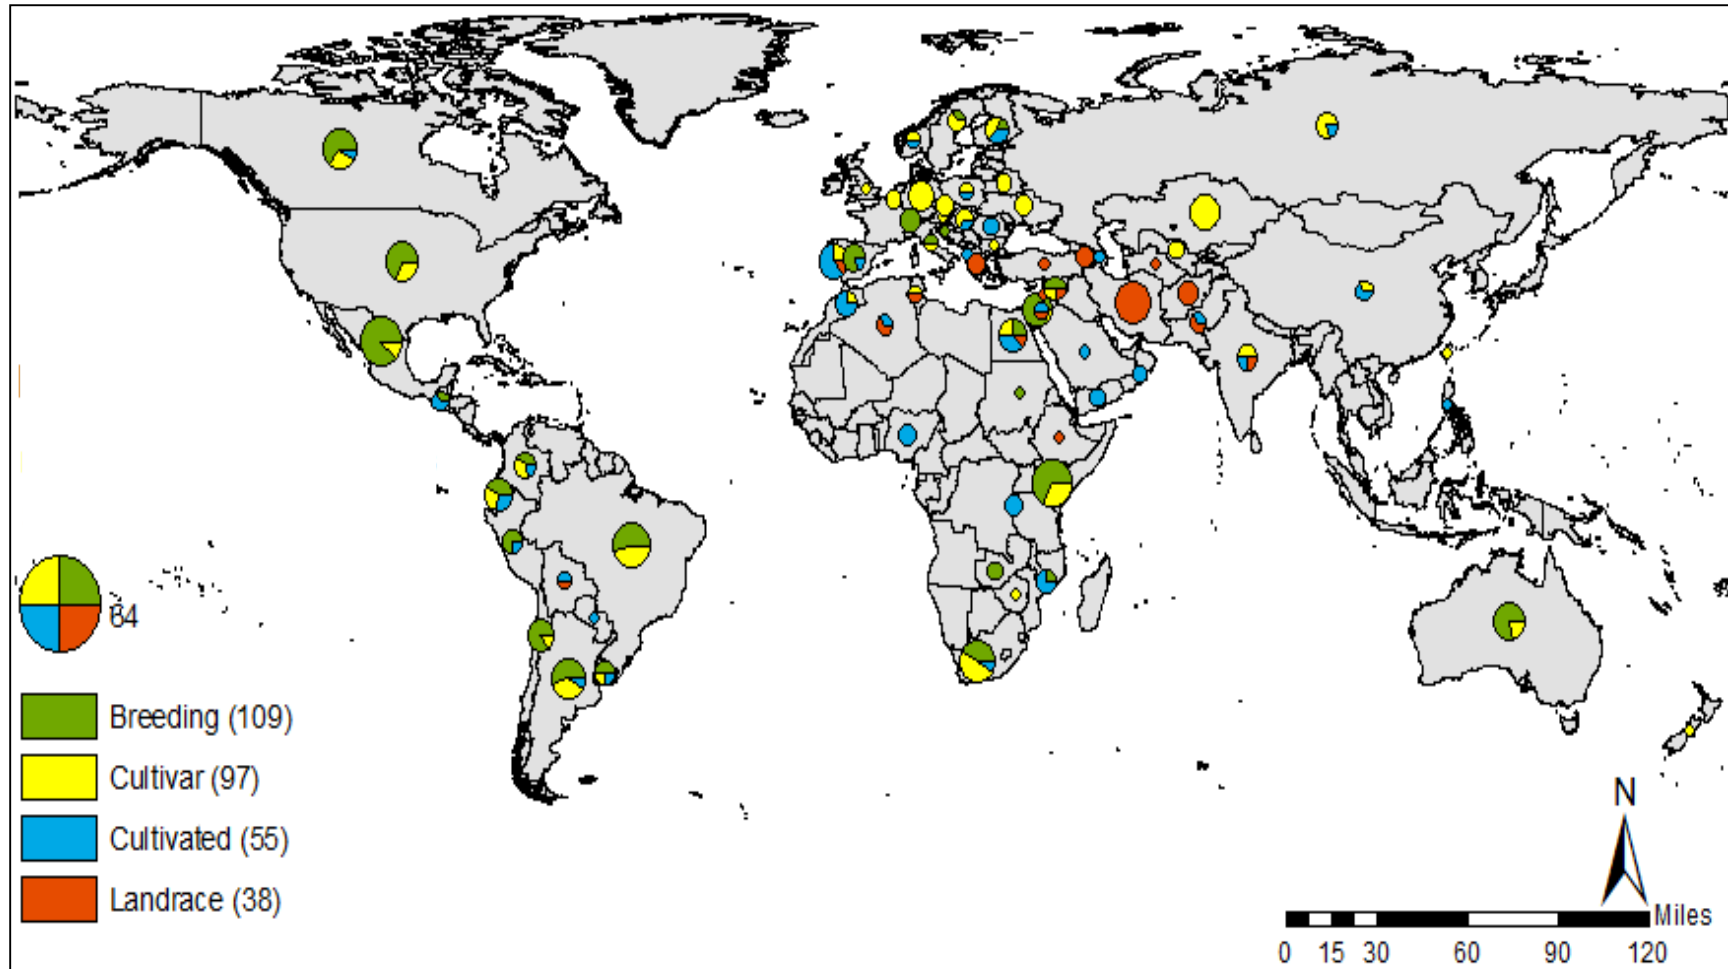 64
Breeding (109)
Cultivar (97)
Cultivated (55)
Landrace (38)
N
Miles
0 15 30 60 90 120